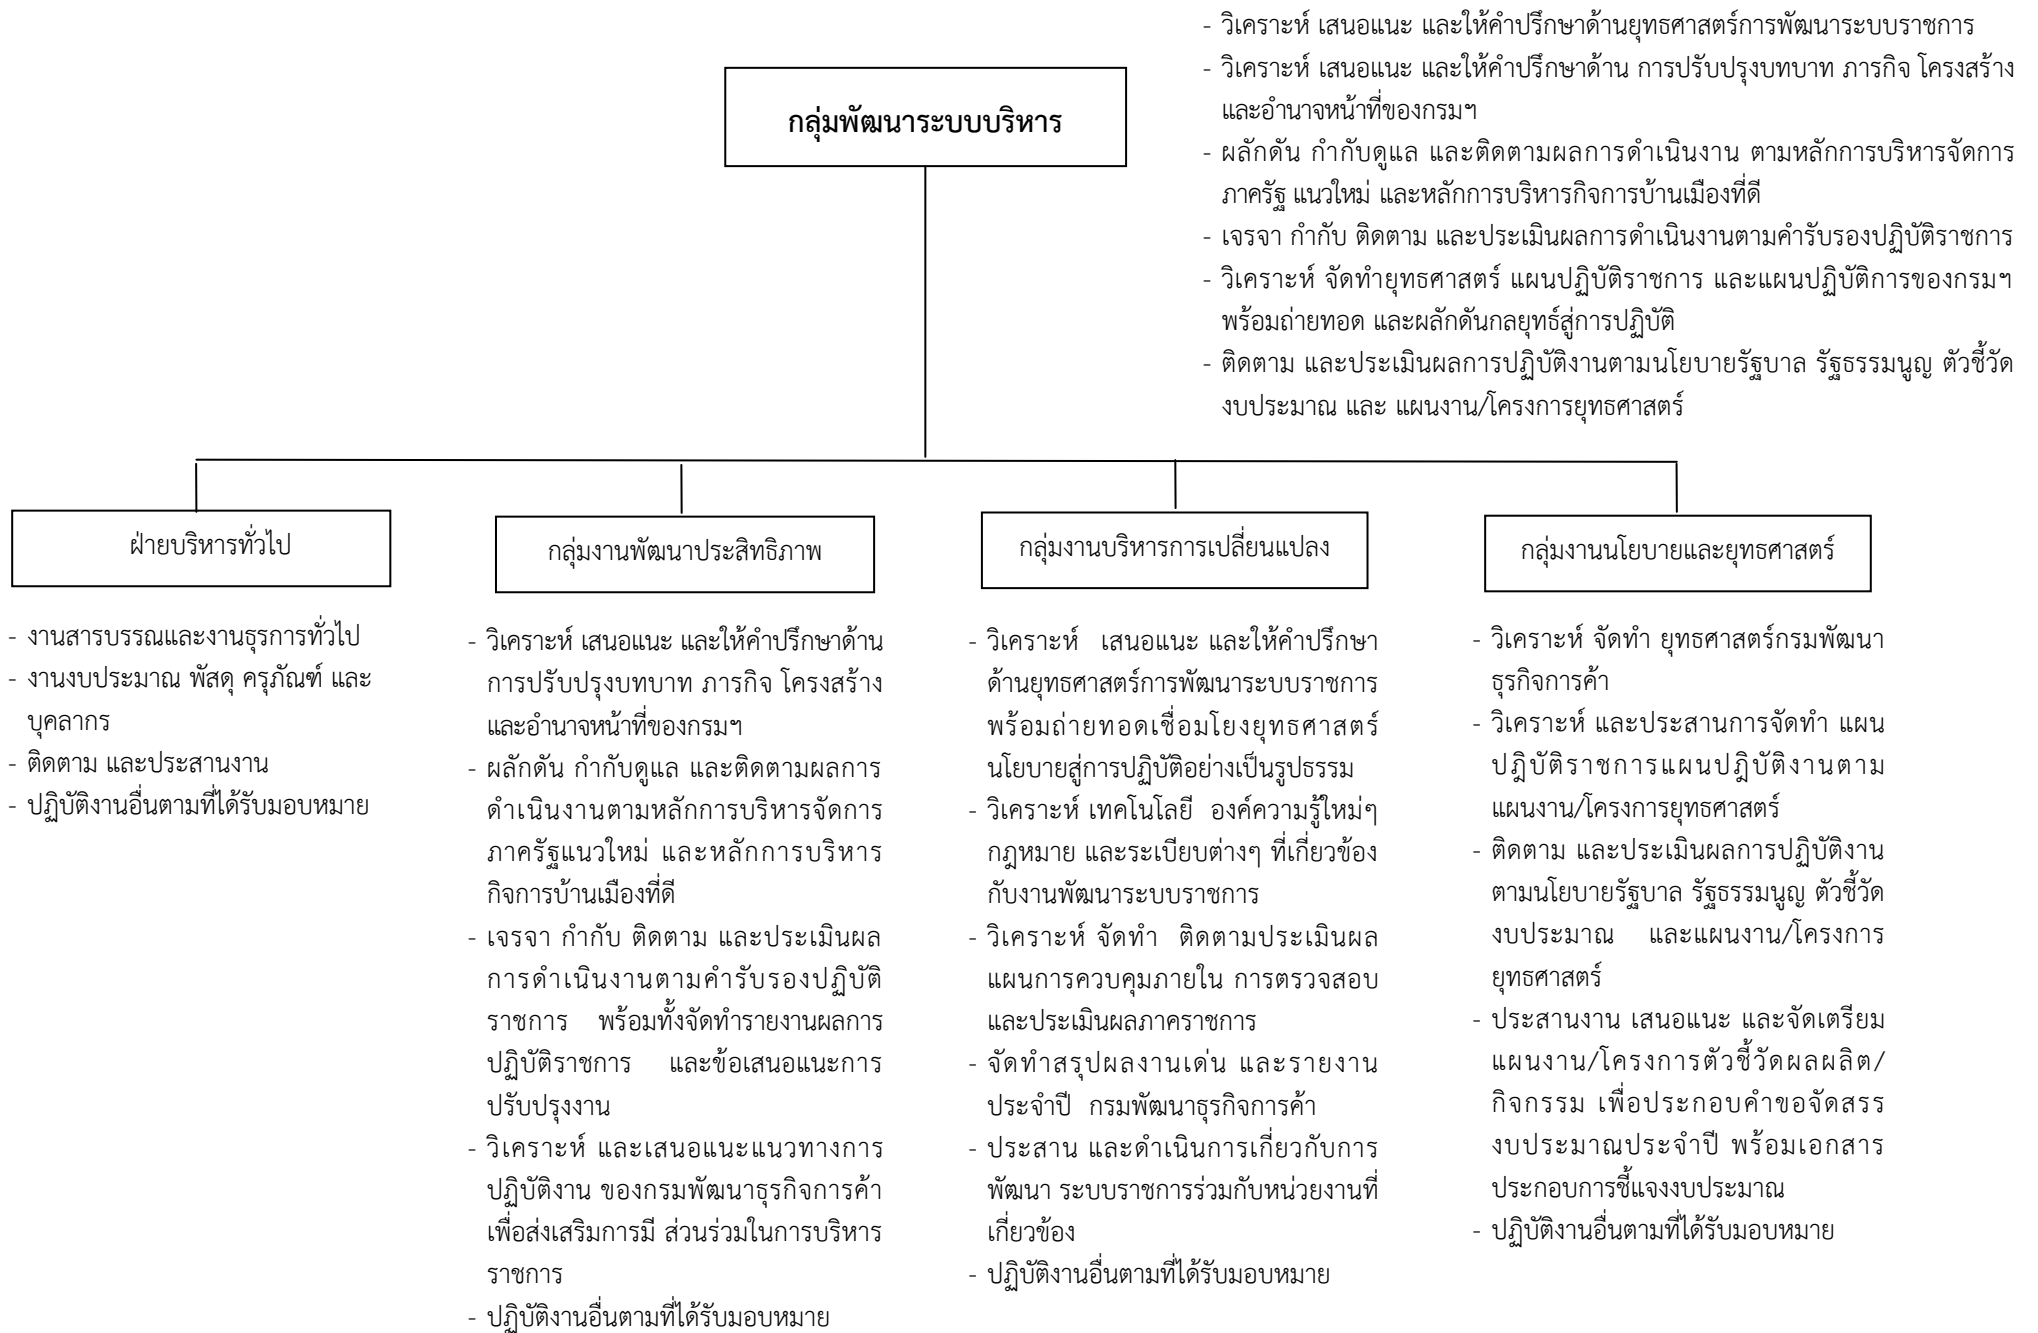 - วิเคราะห์ เสนอแนะ และให้คำปรึกษาด้านยุทธศาสตร์การพัฒนาระบบราชการ
- วิเคราะห์ เสนอแนะ และให้คำปรึกษาด้าน การปรับปรุงบทบาท ภารกิจ โครงสร้าง
และอำนาจหน้าที่ของกรมฯ
- ผลักดัน กำกับดูแล และติดตามผลการดำเนินงาน ตามหลักการบริหารจัดการ
ภาครัฐ แนวใหม่ และหลักการบริหารกิจการบ้านเมืองที่ดี
- เจรจา กำกับ ติดตาม และประเมินผลการดำเนินงานตามคำรับรองปฏิบัติราชการ
- วิเคราะห์ จัดทำยุทธศาสตร์ แผนปฏิบัติราชการ และแผนปฏิบัติการของกรมฯ
พร้อมถ่ายทอด และผลักดันกลยุทธ์สู่การปฏิบัติ
- ติดตาม และประเมินผลการปฏิบัติงานตามนโยบายรัฐบาล รัฐธรรมนูญ ตัวชี้วัด
งบประมาณ และ แผนงาน/โครงการยุทธศาสตร์
กลุ่มพัฒนาระบบบริหาร
ฝ่ายบริหารทั่วไป
- งานสารบรรณและงานธุรการทั่วไป
- งานงบประมาณ พัสดุ ครุภัณฑ์ และ
บุคลากร
- ติดตาม และประสานงาน
- ปฏิบัติงานอื่นตามที่ได้รับมอบหมาย
กลุ่มงานพัฒนาประสิทธิภาพ
- วิเคราะห์ เสนอแนะ และให้คำปรึกษาด้าน
การปรับปรุงบทบาท ภารกิจ โครงสร้าง
และอำนาจหน้าที่ของกรมฯ
- ผลักดัน กำกับดูแล และติดตามผลการ
ดำเนินงานตามหลักการบริหารจัดการ
ภาครัฐแนวใหม่ และหลักการบริหาร
กิจการบ้านเมืองที่ดี
- เจรจา กำกับ ติดตาม และประเมินผล
การดำเนินงานตามคำรับรองปฏิบัติ
ราชการ พร้อมทั้งจัดทำรายงานผลการ
ปฏิบัติราชการ และข้อเสนอแนะการ
ปรับปรุงงาน
- วิเคราะห์ และเสนอแนะแนวทางการ
ปฏิบัติงาน ของกรมพัฒนาธุรกิจการค้า
เพื่อส่งเสริมการมี ส่วนร่วมในการบริหาร
ราชการ
- ปฏิบัติงานอื่นตามที่ได้รับมอบหมาย
กลุ่มงานบริหารการเปลี่ยนแปลง
- วิเคราะห์ เสนอแนะ และให้คำปรึกษา
ด้านยุทธศาสตร์การพัฒนาระบบราชการ
พร้อมถ่ายทอดเชื่อมโยงยุทธศาสตร์
นโยบายสู่การปฏิบัติอย่างเป็นรูปธรรม
- วิเคราะห์ เทคโนโลยี องค์ความรู้ใหม่ๆ
กฎหมาย และระเบียบต่างๆ ที่เกี่ยวข้อง
กับงานพัฒนาระบบราชการ
- วิเคราะห์ จัดทำ ติดตามประเมินผล
แผนการควบคุมภายใน การตรวจสอบ
และประเมินผลภาคราชการ
- จัดทำสรุปผลงานเด่น และรายงาน
ประจำปี กรมพัฒนาธุรกิจการค้า
- ประสาน และดำเนินการเกี่ยวกับการ
พัฒนา ระบบราชการร่วมกับหน่วยงานที่
เกี่ยวข้อง
- ปฏิบัติงานอื่นตามที่ได้รับมอบหมาย
กลุ่มงานนโยบายและยุทธศาสตร์
- วิเคราะห์ จัดทำ ยุทธศาสตร์กรมพัฒนา
ธุรกิจการค้า
- วิเคราะห์ และประสานการจัดทำ แผน
ปฎิบัติราชการแผนปฎิบัติงานตาม
แผนงาน/โครงการยุทธศาสตร์
- ติดตาม และประเมินผลการปฏิบัติงาน
ตามนโยบายรัฐบาล รัฐธรรมนูญ ตัวชี้วัด
งบประมาณ และแผนงาน/โครงการ
ยุทธศาสตร์
- ประสานงาน เสนอแนะ และจัดเตรียม
แผนงาน/โครงการตัวชี้วัดผลผลิต/
กิจกรรม เพื่อประกอบคำขอจัดสรร
งบประมาณประจำปี พร้อมเอกสาร
ประกอบการชี้แจงงบประมาณ
- ปฏิบัติงานอื่นตามที่ได้รับมอบหมาย